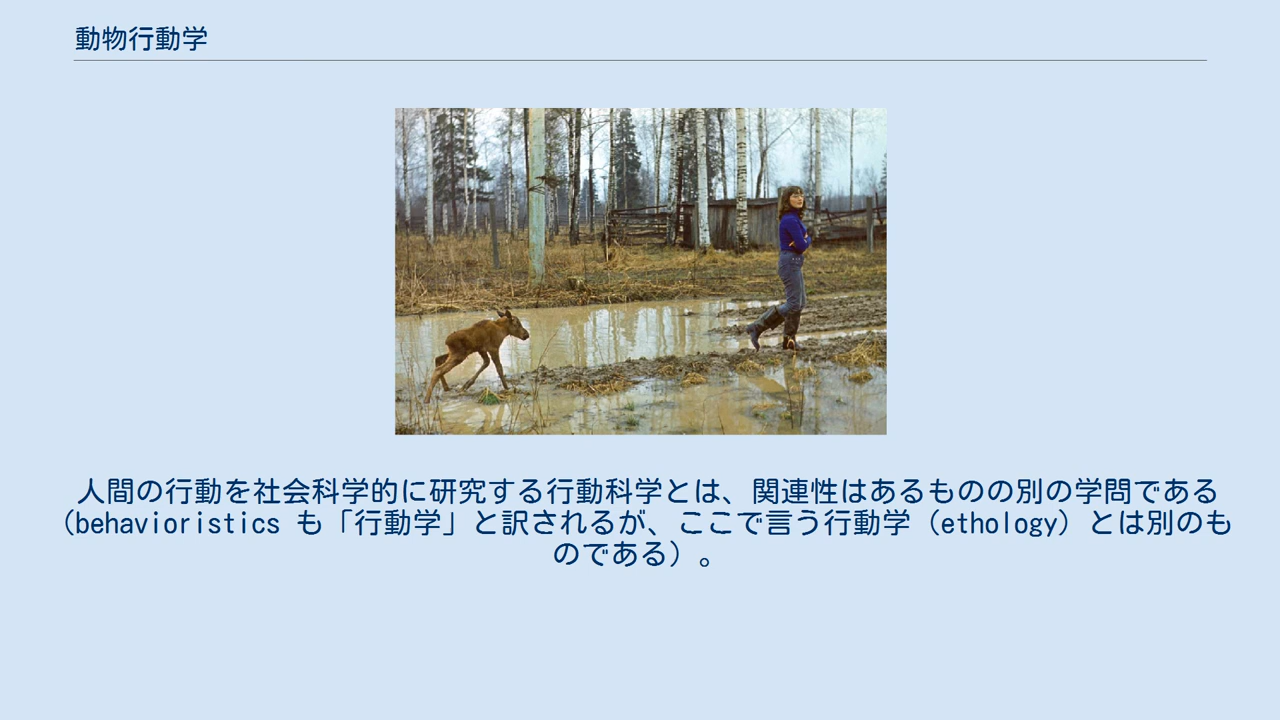 動物行動学
人間の行動を社会科学的に研究する行動科学とは、関連性はあるものの別の学問である
（behavioristics も「行動学」と訳されるが、ここで言う行動学（ethology）とは別のも
のである）。